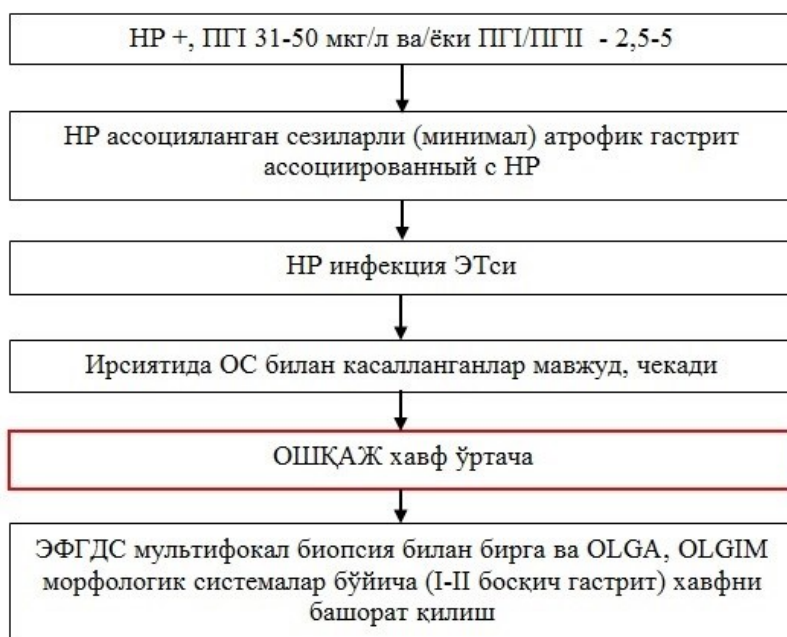 НР +, ПГI 31-50 мкг/л ва/ёки ПГI/ПГII - 2,5-5
НР ассоцияланган сезиларли (минимал) атрофик гастрит
ассоциированный с НР
НР инфекция ЭТси
Ирсиятида ОС билан касалланганлар мавжуд, чекади
ОШҚАЖ хавф ўртача
ЭФГДС мультифокал биопсия билан бирга ва OLGA, OLGIM
морфологик системалар бўйича (I-II босқич гастрит) хавфни
башорат қилиш